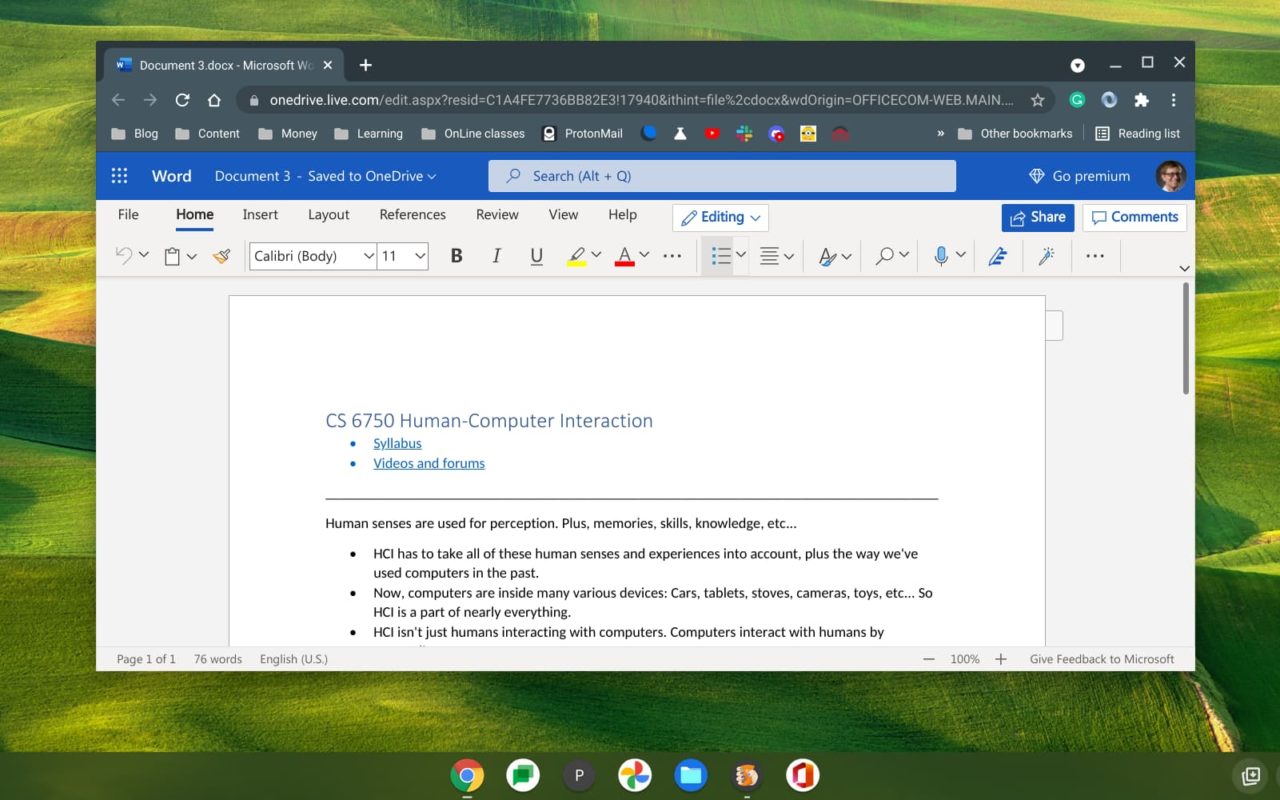 Document 3.docx - Microsoft Wo
onedrive.live.com/edit.aspx?resid=C1A4FE7736BB82E3!17940&ithint=file%2cdocx&wdOrigin=OFFICECOM-WEB.MAIN....
Blog Content Money Learning OnLine classes ProtonMail » Other bookmarks Reading list
Word Document 3 - Saved to OneDrive Search (Alt + Q) Go premium
File Home Insert Layout References Review View Help Editing Share Comments
Calibri (Body) 11 B I U A
CS 6750 Human-Computer Interaction
• Syllabus
• Videos and forums
Human senses are used for perception. Plus, memories, skills, knowledge, etc...
• HCI has to take all of these human senses and experiences into account, plus the way we've
used computers in the past.
• Now, computers are inside many various devices: Cars, tablets, stoves, cameras, toys, etc... So
HCI is a part of nearly everything.
• HCI isn't just humans interacting with computers. Computers interact with humans by
Page 1 of 1 76 words English (U.S.) 100% Give Feedback to Microsoft
P